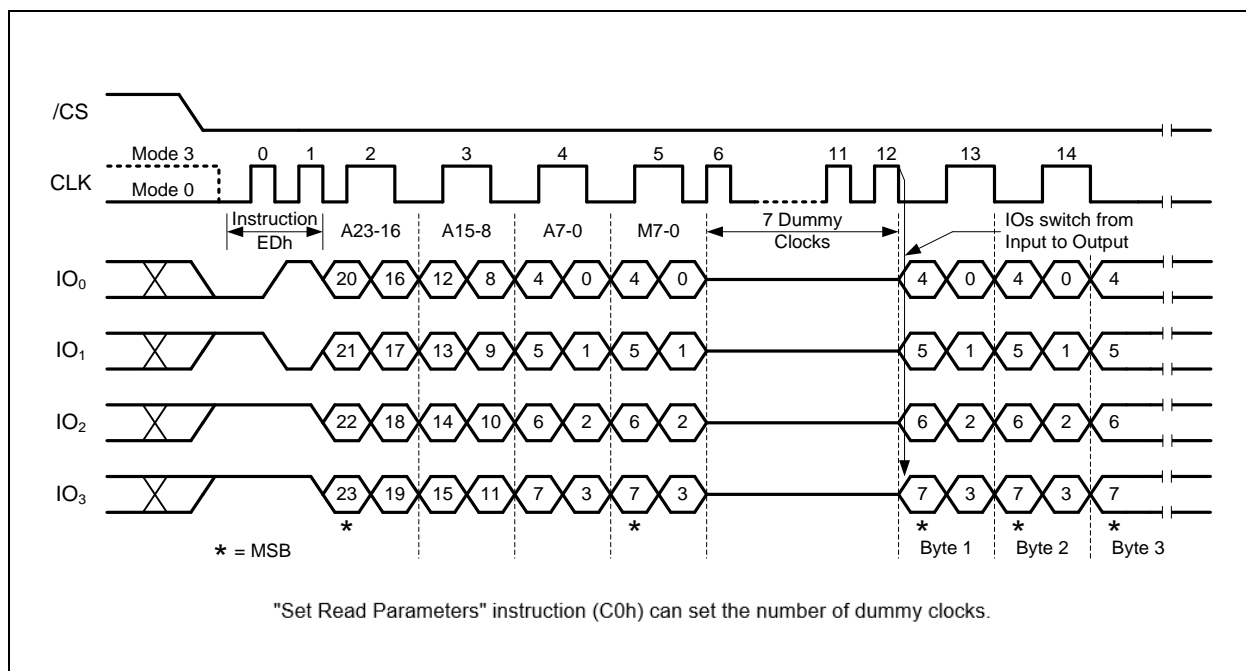 /CS
Mode 3 0 1 2 3 4 5 6 11 12 13 14
CLK Mode 0
Instruction 7 Dummy IOs switch from
EDh A23-16 A15-8 A7-0 M7-0 Clocks Input to Output
IO0 20 16 12 8 4 0 4 0 4 0 4 0 4
IO1 21 17 13 9 5 1 5 1 5 1 5 1 5
IO2 22 18 14 10 6 2 6 2 6 2 6 2 6
IO3 23 19 15 11 7 3 7 3 7 3 7 3 7
* * * * *
* = MSB Byte 1 Byte 2 Byte 3
"Set Read Parameters" instruction (C0h) can set the number of dummy clocks.